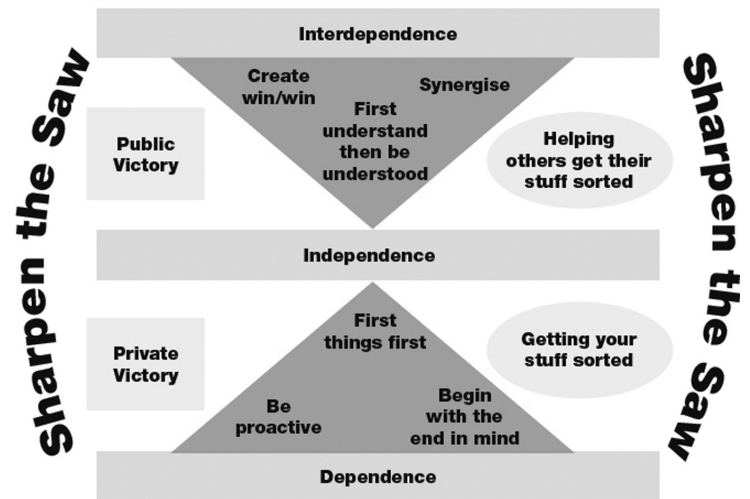 Interdependence
Sharpen the Saw
Create
win/win
Synergise
First
understand
then be
understood
Public
Victory
Helping
others get their
stuff sorted
Sharpen the Saw
Independence
First
things first
Private
Victory
Getting your
stuff sorted
Be
proactive
Begin
with the
end in mind
Dependence